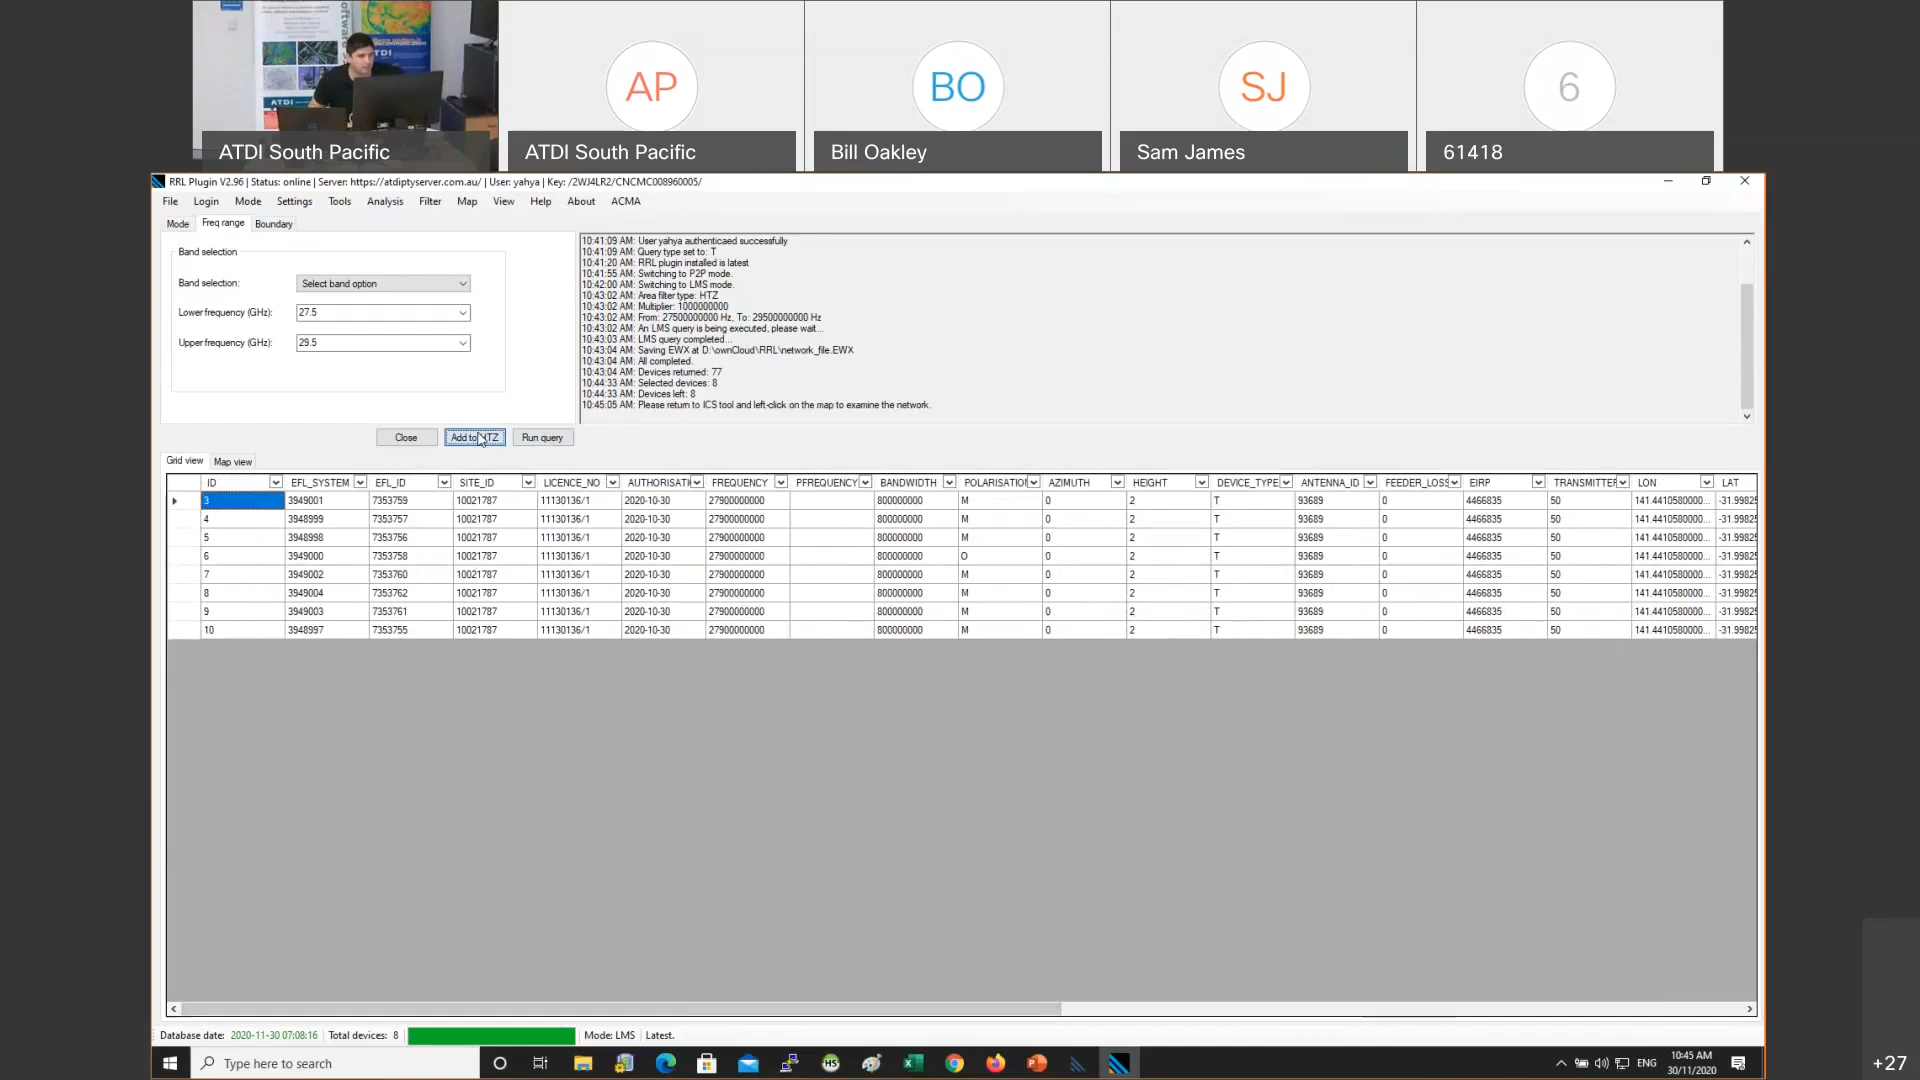 ATDI
ATDI
AP
BO
SJ
6
ATDI South Pacific
ATDI South Pacific
Bill Oakley
Sam James
61418
RRL Plugin V2.96 | Status: online | Server: https://atdiptyserver.com.au/ | User: yahya | Key: /2WJ4LR2/CNCMC008960005/
File Login Mode Settings Tools Analysis Filter Map View Help About ACMA
Mode Freq range Boundary
Band selection
Band selection: Select band option
Lower frequency (GHz): 27.5
Upper frequency (GHz): 29.5
10:41:09 AM: User yahya authenticaed successfully
10:41:09 AM: Query type set to: T
10:41:20 AM: RRL plugin installed is latest
10:41:55 AM: Switching to P2P mode.
10:42:00 AM: Switching to LMS mode.
10:43:02 AM: Area filter type: HTZ
10:43:02 AM: Multiplier: 1000000000
10:43:02 AM: From: 27500000000 Hz, To: 29500000000 Hz
10:43:02 AM: An LMS query is being executed, please wait...
10:43:03 AM: LMS query completed...
10:43:04 AM: Saving EWX at D:\ownCloud\RRL\network_file.EWX
10:43:04 AM: All completed.
10:43:04 AM: Devices returned: 77
10:44:33 AM: Selected devices: 8
10:44:33 AM: Devices left: 8
10:45:05 AM: Please return to ICS tool and left-click on the map to examine the network.
Close Add to HTZ Run query
Grid view Map view
ID EFL_SYSTEM EFL_ID SITE_ID LICENCE_NO AUTHORISATI FREQUENCY PFREQUENCY BANDWIDTH POLARISATIO AZIMUTH HEIGHT DEVICE_TYPE ANTENNA_ID FEEDER_LOSS EIRP TRANSMITTER LON LAT
3 3949001 7353759 10021787 11130136/1 2020-10-30 27900000000 800000000 M 0 2 T 93689 0 4466835 50 141.4410580000... -31.99825
4 3948999 7353757 10021787 11130136/1 2020-10-30 27900000000 800000000 M 0 2 T 93689 0 4466835 50 141.4410580000... -31.99825
5 3948998 7353756 10021787 11130136/1 2020-10-30 27900000000 800000000 M 0 2 T 93689 0 4466835 50 141.4410580000... -31.99825
6 3949000 7353758 10021787 11130136/1 2020-10-30 27900000000 800000000 O 0 2 T 93689 0 4466835 50 141.4410580000... -31.99825
7 3949002 7353760 10021787 11130136/1 2020-10-30 27900000000 800000000 M 0 2 T 93689 0 4466835 50 141.4410580000... -31.99825
8 3949004 7353762 10021787 11130136/1 2020-10-30 27900000000 800000000 M 0 2 T 93689 0 4466835 50 141.4410580000... -31.99825
9 3949003 7353761 10021787 11130136/1 2020-10-30 27900000000 800000000 M 0 2 T 93689 0 4466835 50 141.4410580000... -31.99825
10 3948997 7353755 10021787 11130136/1 2020-10-30 27900000000 800000000 M 0 2 T 93689 0 4466835 50 141.4410580000... -31.99825
Database date: 2020-11-30 07:08:16 Total devices: 8 Mode: LMS Latest.
Type here to search
HS
ENG
10:45 AM
30/11/2020
+27